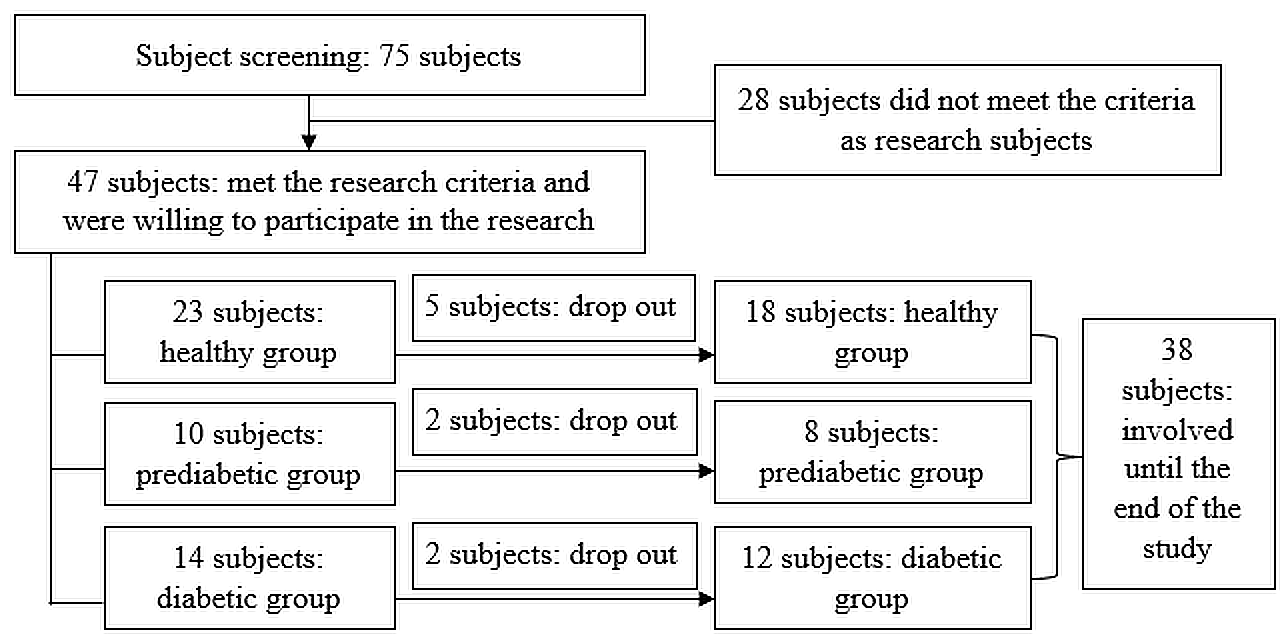 Subject screening: 75 subjects
28 subjects did not meet the criteria
as research subjects
47 subjects: met the research criteria and
were willing to participate in the research
23 subjects:
healthy group
5 subjects: drop out
18 subjects: healthy
group
10 subjects:
prediabetic group
2 subjects: drop out
8 subjects:
prediabetic group
14 subjects:
diabetic group
2 subjects: drop out
12 subjects: diabetic
group
38
subjects:
involved
until the
end of the
study